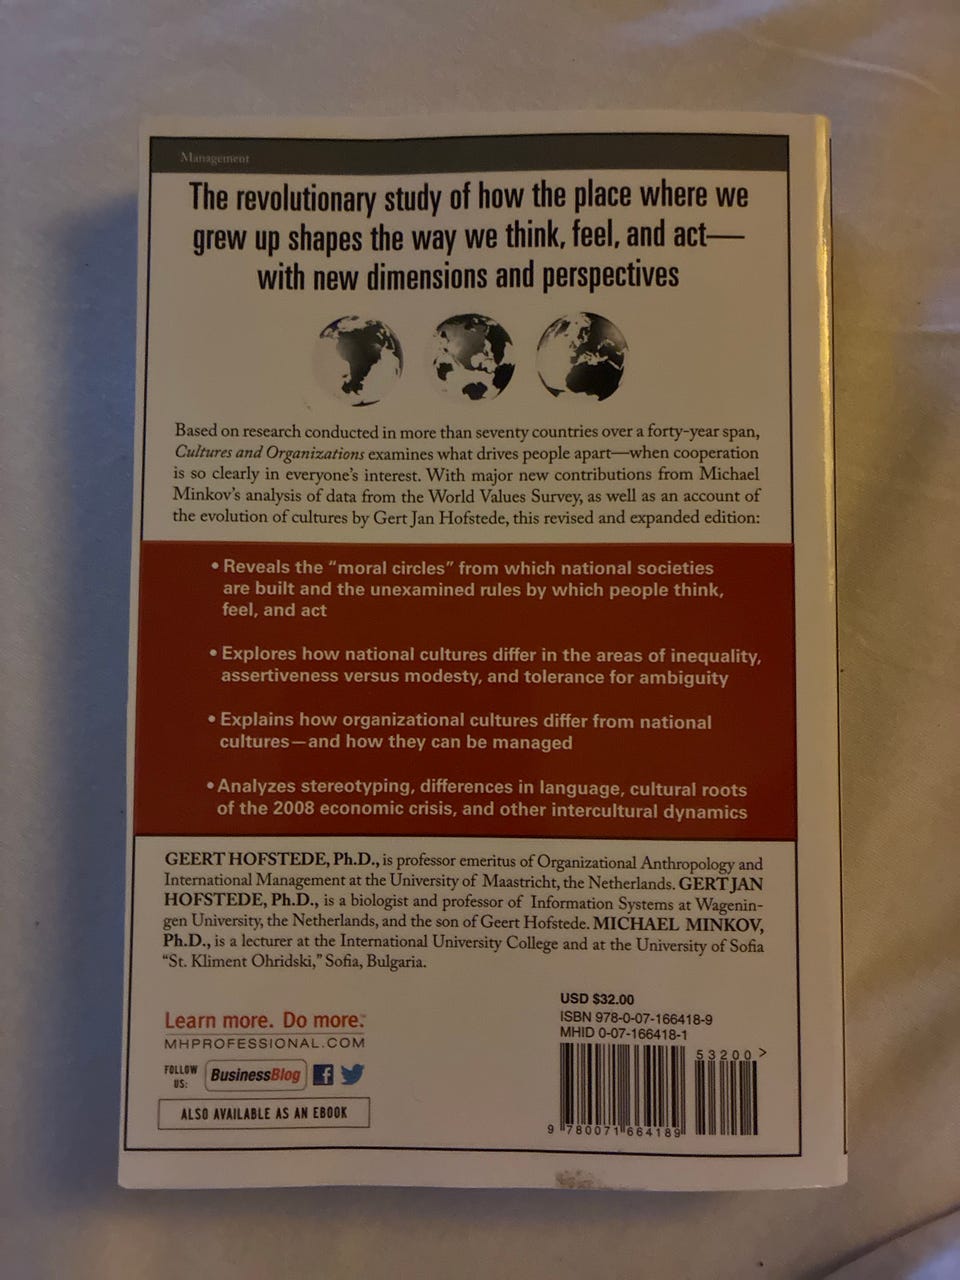 Management
The revolutionary study of how the place where we
grew up shapes the way we think, feel, and act—
with new dimensions and perspectives
Based on research conducted in more than seventy countries over a forty-year span,
Cultures and Organizations examines what drives people apart—when cooperation
is so clearly in everyone's interest. With major new contributions from Michael
Minkov's analysis of data from the World Values Survey, as well as an account of
the evolution of cultures by Gert Jan Hofstede, this revised and expanded edition:
• Reveals the "moral circles" from which national societies
are built and the unexamined rules by which people think,
feel, and act
• Explores how national cultures differ in the areas of inequality,
assertiveness versus modesty, and tolerance for ambiguity
• Explains how organizational cultures differ from national
cultures—and how they can be managed
• Analyzes stereotyping, differences in language, cultural roots
of the 2008 economic crisis, and other intercultural dynamics
GEERT HOFSTEDE, Ph.D., is professor emeritus of Organizational Anthropology and
International Management at the University of Maastricht, the Netherlands. GERT JAN
HOFSTEDE, Ph.D., is a biologist and professor of Information Systems at Wagenin-
gen University, the Netherlands, and the son of Geert Hofstede. MICHAEL MINKOV,
Ph.D., is a lecturer at the International University College and at the University of Sofia
"St. Kliment Ohridski," Sofia, Bulgaria.
Learn more. Do more.™
MHPROFESSIONAL.COM
FOLLOW
US:
BusinessBlog
f
ALSO AVAILABLE AS AN EBOOK
USD $32.00
ISBN 978-0-07-166418-9
MHID 0-07-166418-1
53200>
9 780071 664189